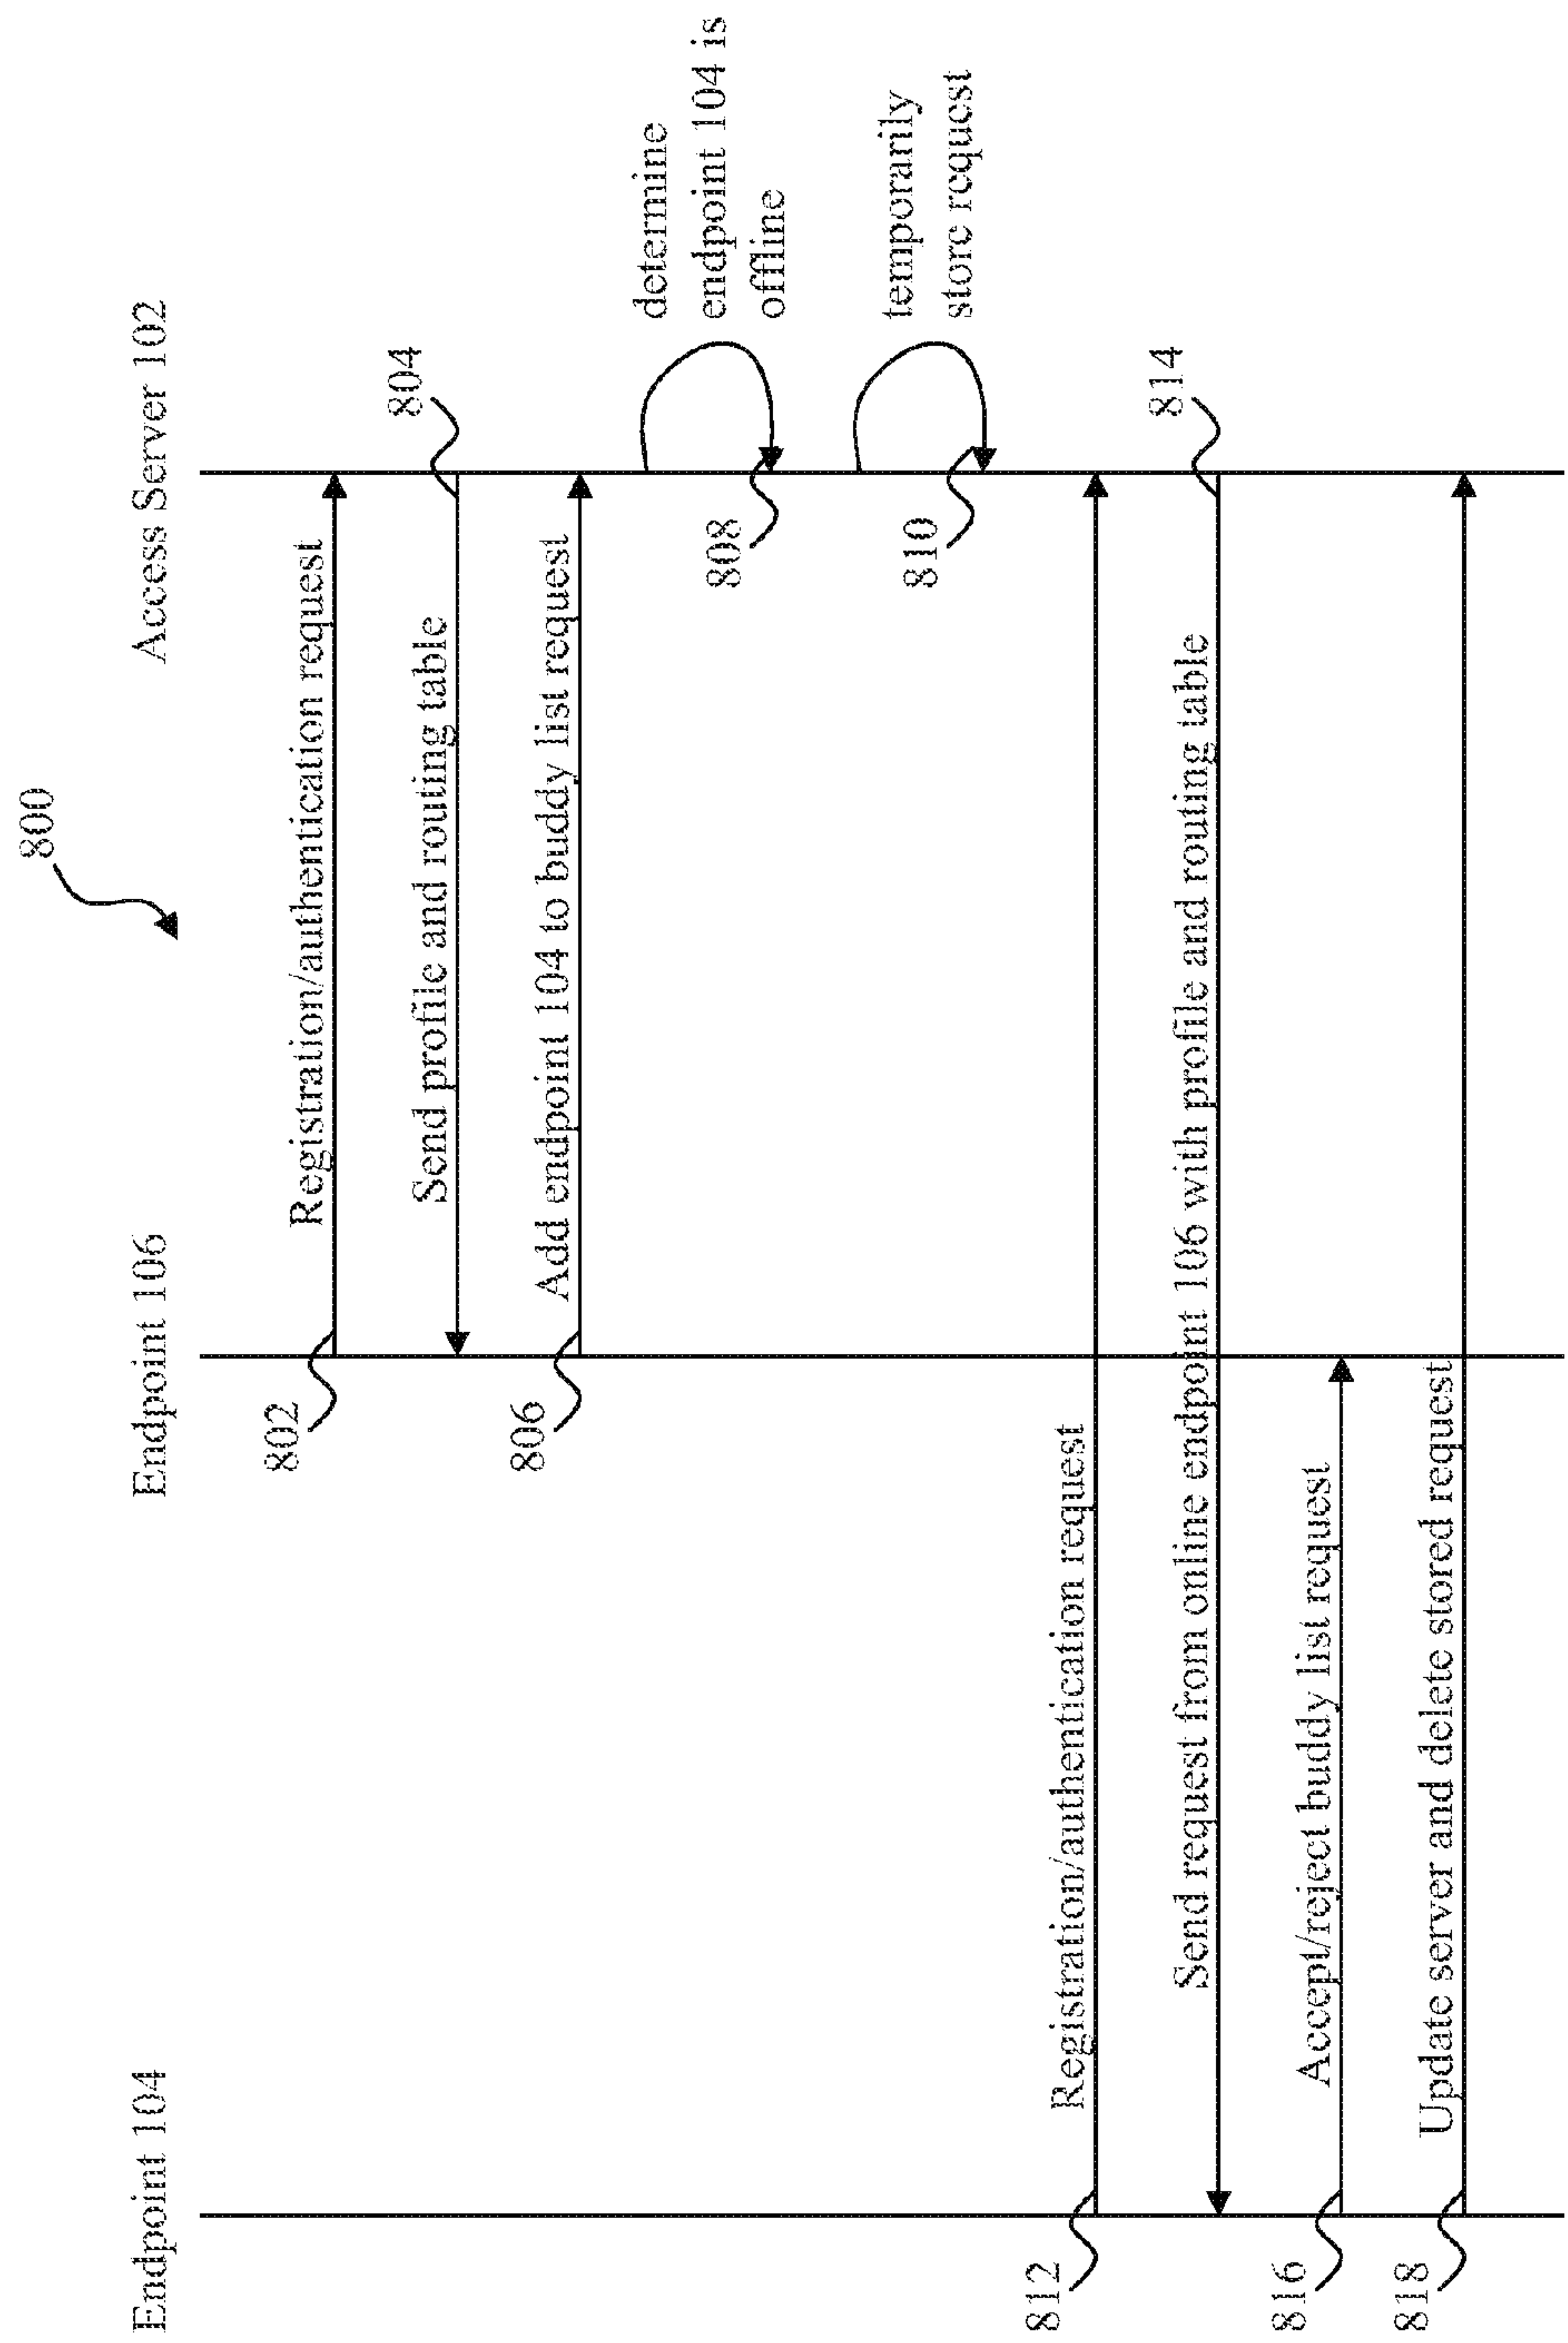 800
Endpoint 104
Endpoint 106
Access Server 102
802
Registration/authentication request
804
Send profile and routing table
806
Add endpoint 104 to buddy list request
determine
endpoint 104 is
offline
808
temporarily
store request
810
812
Registration/authentication request
814
Send request from online endpoint 106 with profile and routing table
816
Accept/reject buddy list request
818
Update server and delete stored request